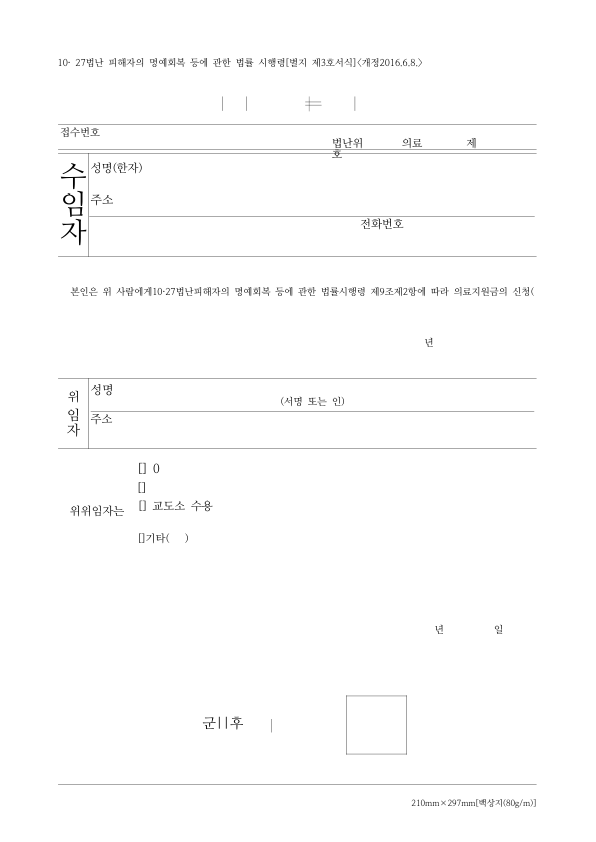 10· 27법난 피해자의 명예회복 등에 관한 법률 시행령[별지 제3호서식]<개정2016.6.8.>
접수번호
법난위 의료 제
호
수임자
성명(한자)
주소
전화번호
본인은 위 사람에게10·27법난피해자의 명예회복 등에 관한 법률시행령 제9조제2항에 따라 의료지원금의 신청(
년
위임자
성명
(서명 또는 인)
주소
[] 0
[]
위위임자는
[] 교도소 수용
[]기타( )
년 일
군||후
210mm×297mm[백상지(80g/m)]